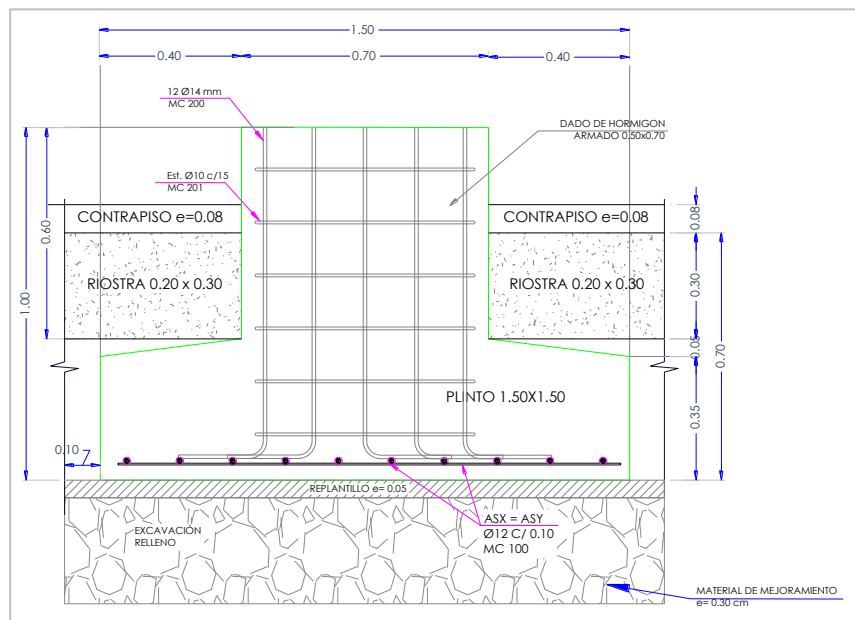 1.50
0.40
0.70
0.40
12 Ø14 mm
MC 200
DADO DE HORMIGON
ARMADO 0.50x0.70
Est. Ø10 c/15
MC 201
CONTRAPISO e=0.08
CONTRAPISO e=0.08
0.08
0.60
RIOSTRA 0.20 x 0.30
RIOSTRA 0.20 x 0.30
0.30
1.00
0.05
0.70
PLINTO 1.50X1.50
0.35
0.10
REPLANTILLO e= 0.05
EXCAVACIÓN
RELLENO
ASX = ASY
Ø12 C/ 0.10
MC 100
MATERIAL DE MEJORAMIENTO
e= 0.30 cm